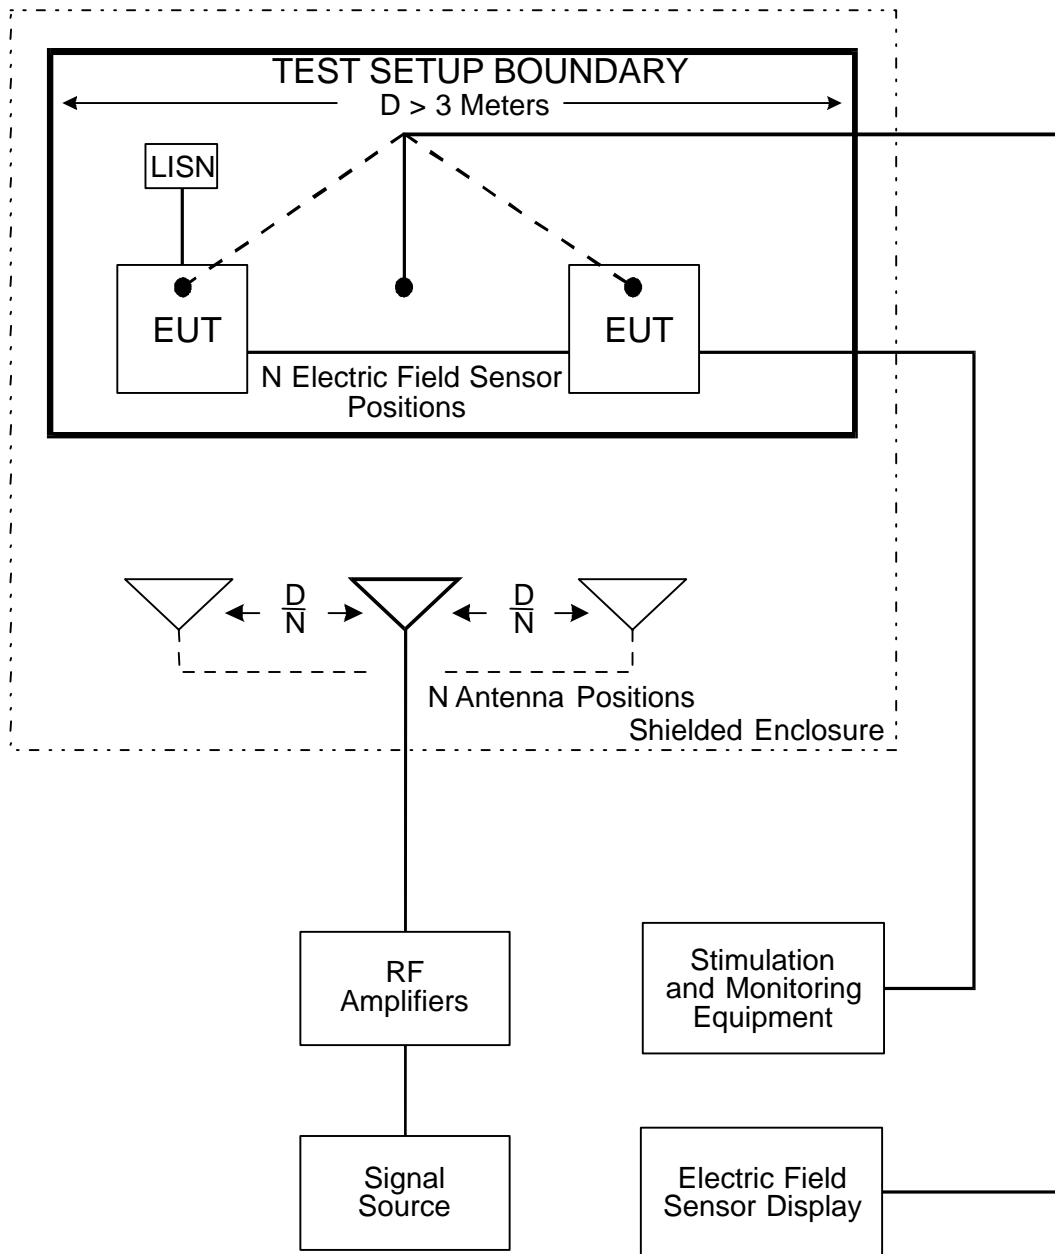 TEST SETUP BOUNDARY
D > 3 Meters
LISN
EUT
EUT
N Electric Field Sensor
Positions
D
N
D
N
N Antenna Positions
Shielded Enclosure
RF
Amplifiers
Stimulation
and Monitoring
Equipment
Signal
Source
Electric Field
Sensor Display